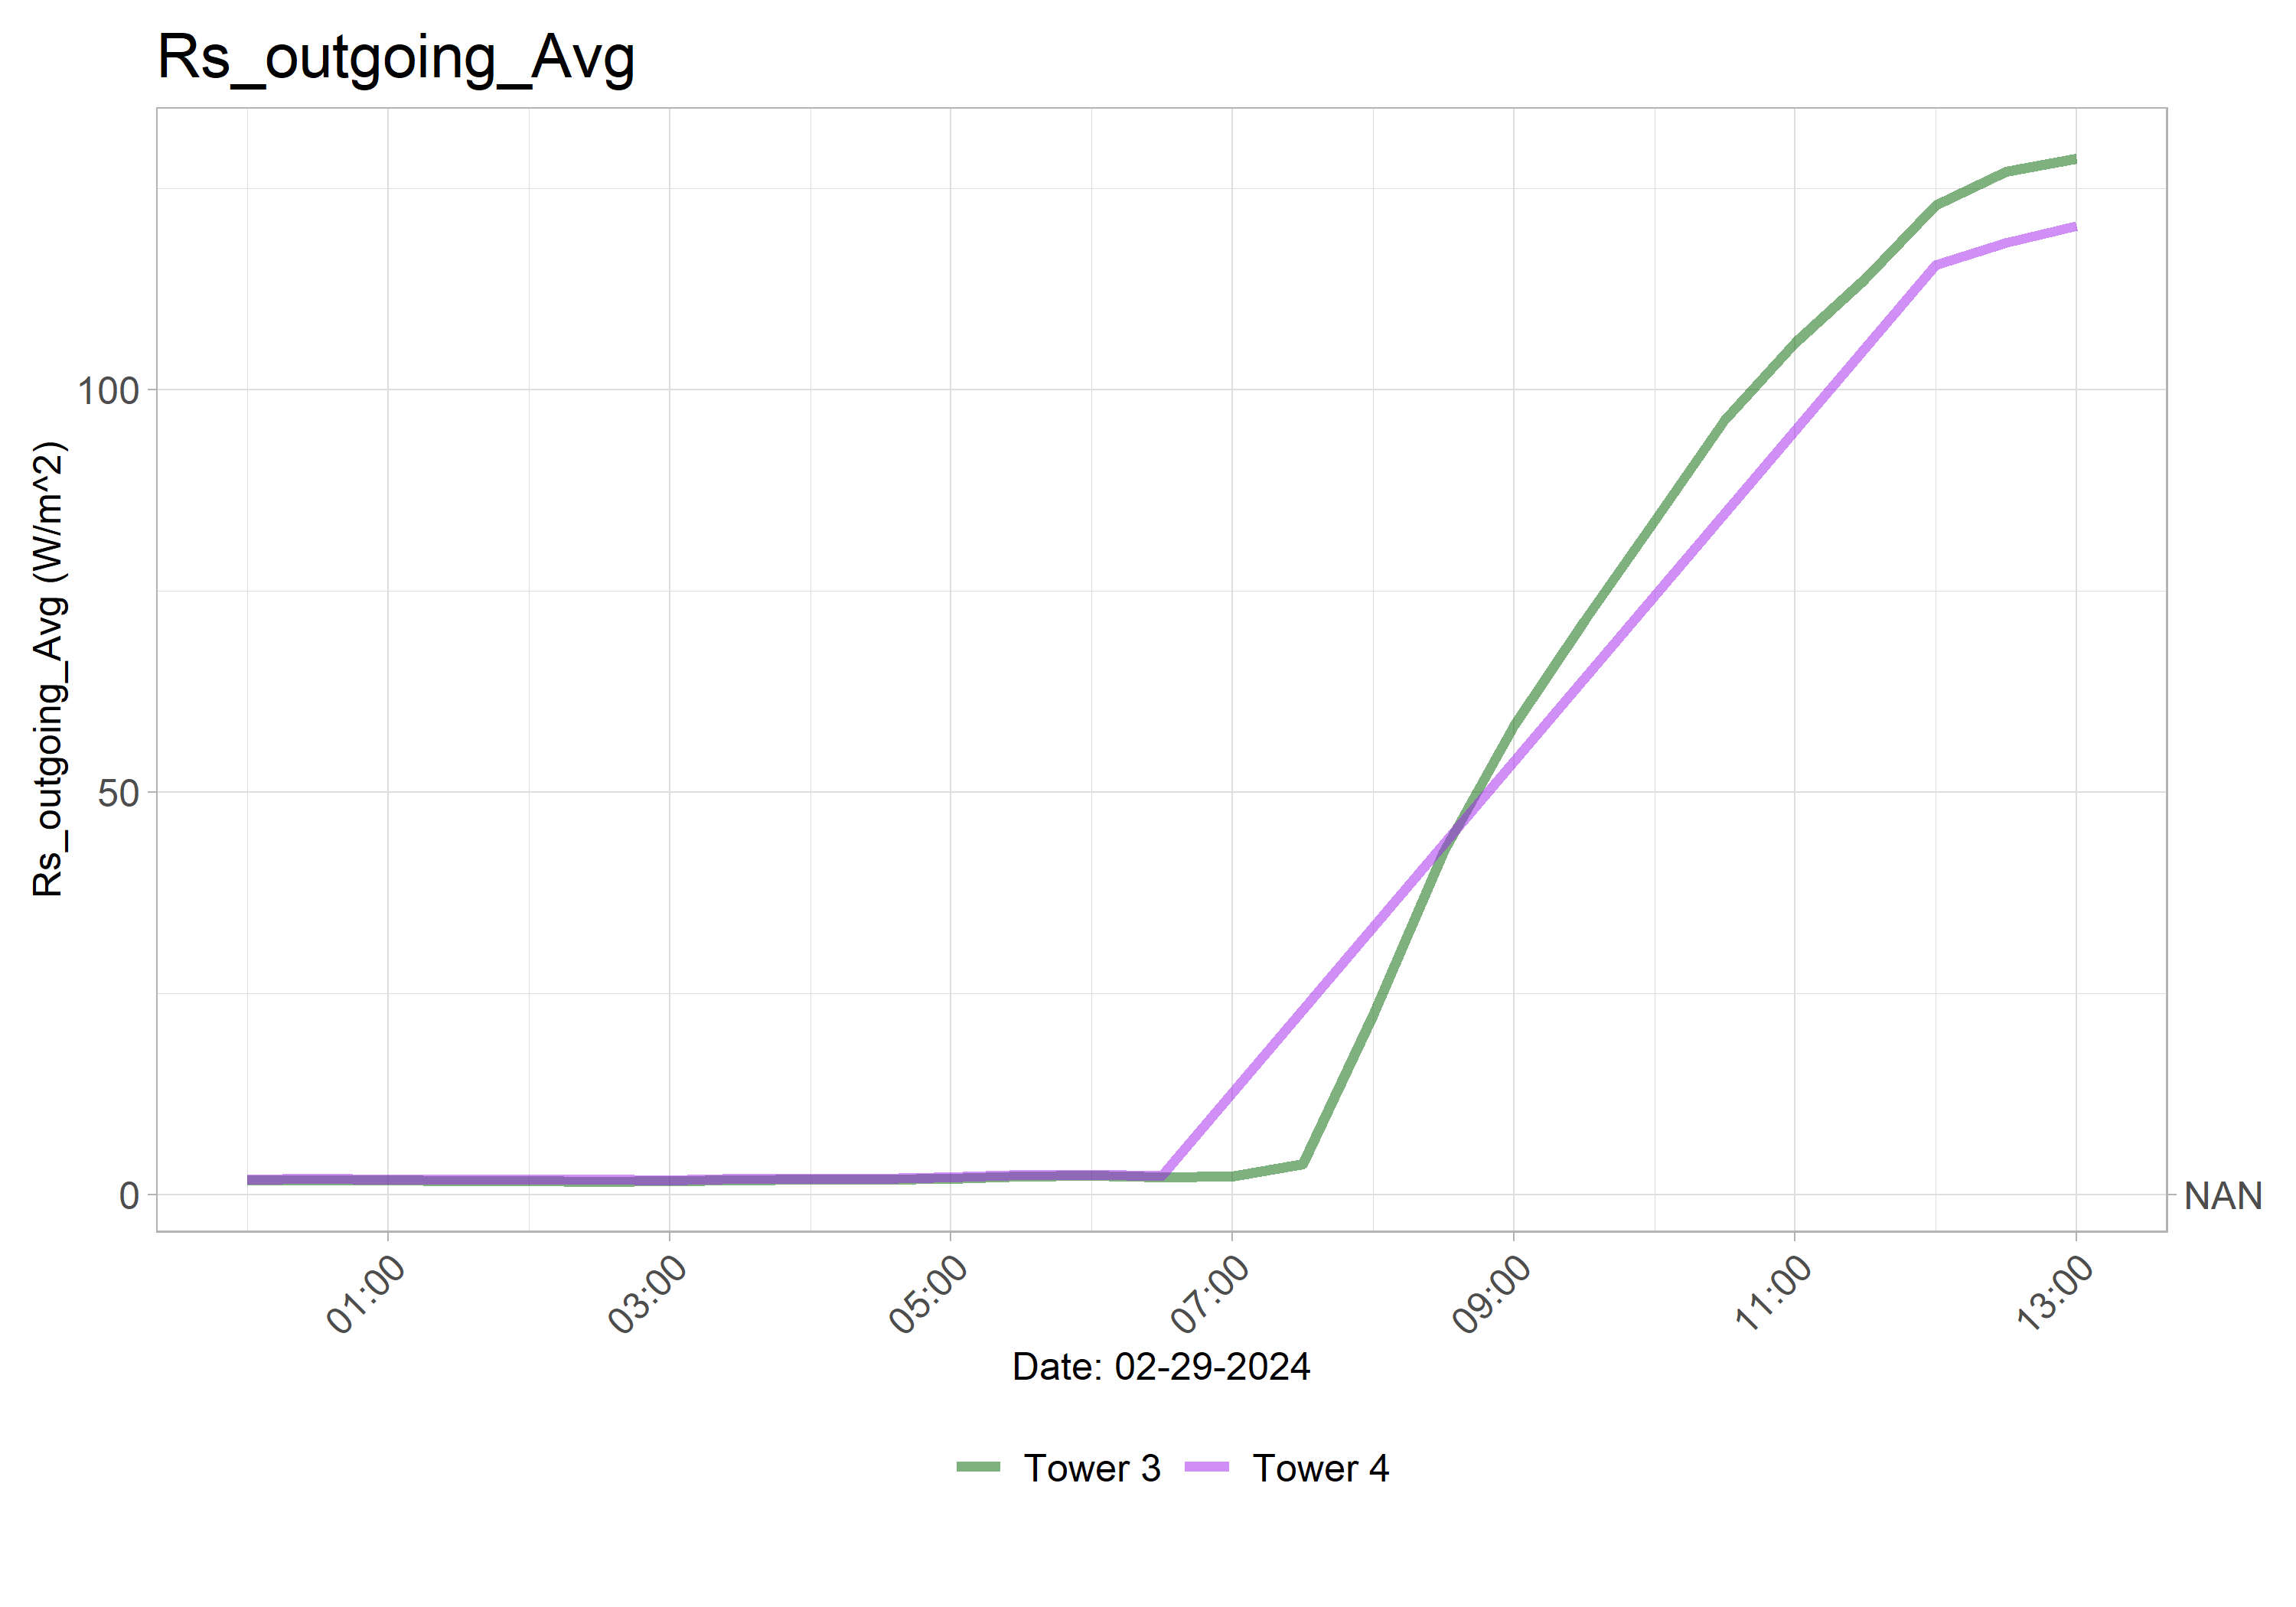 Rs_outgoing_Avg
Rs_outgoing_Avg (W/m^2)
100
50
0
NAN
01:00
03:00
05:00
07:00
09:00
11:00
13:00
Date: 02-29-2024
Tower 3
Tower 4